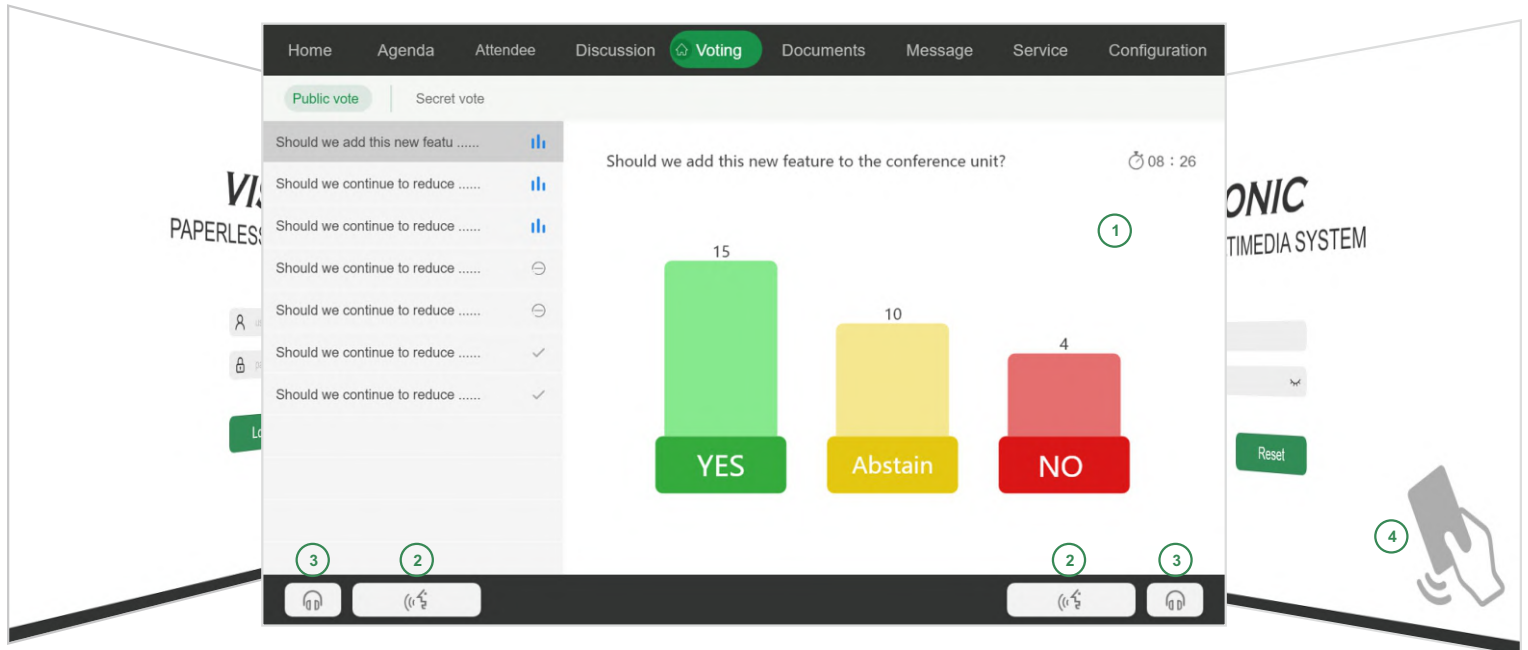 Home Agenda Attendee Discussion Voting Documents Message Service Configuration
Public vote Secret vote
Should we add this new featu ......
Should we continue to reduce ......
Should we continue to reduce ......
Should we continue to reduce ......
Should we continue to reduce ......
Should we continue to reduce ......
Should we continue to reduce ......
Should we add this new feature to the conference unit?
08 : 26
1
15
10
4
YES
Abstain
NO
3
2
2
3
VIS
PAPERLESS
Lo
ONIC
TIMEDIA SYSTEM
Reset
4